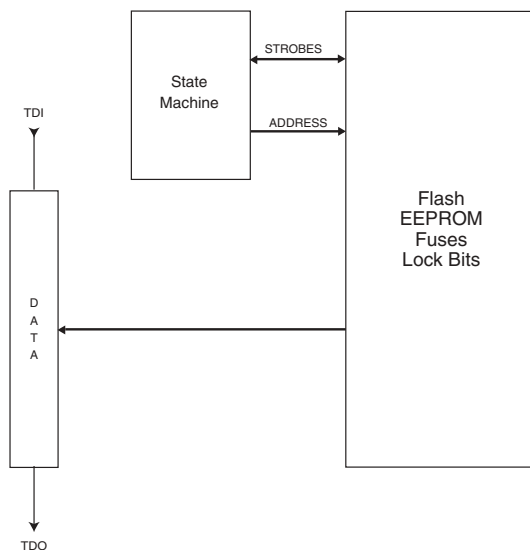 STROBES
State
Machine
ADDRESS
TDI
Flash
EEPROM
Fuses
Lock Bits
D
A
T
A
TDO